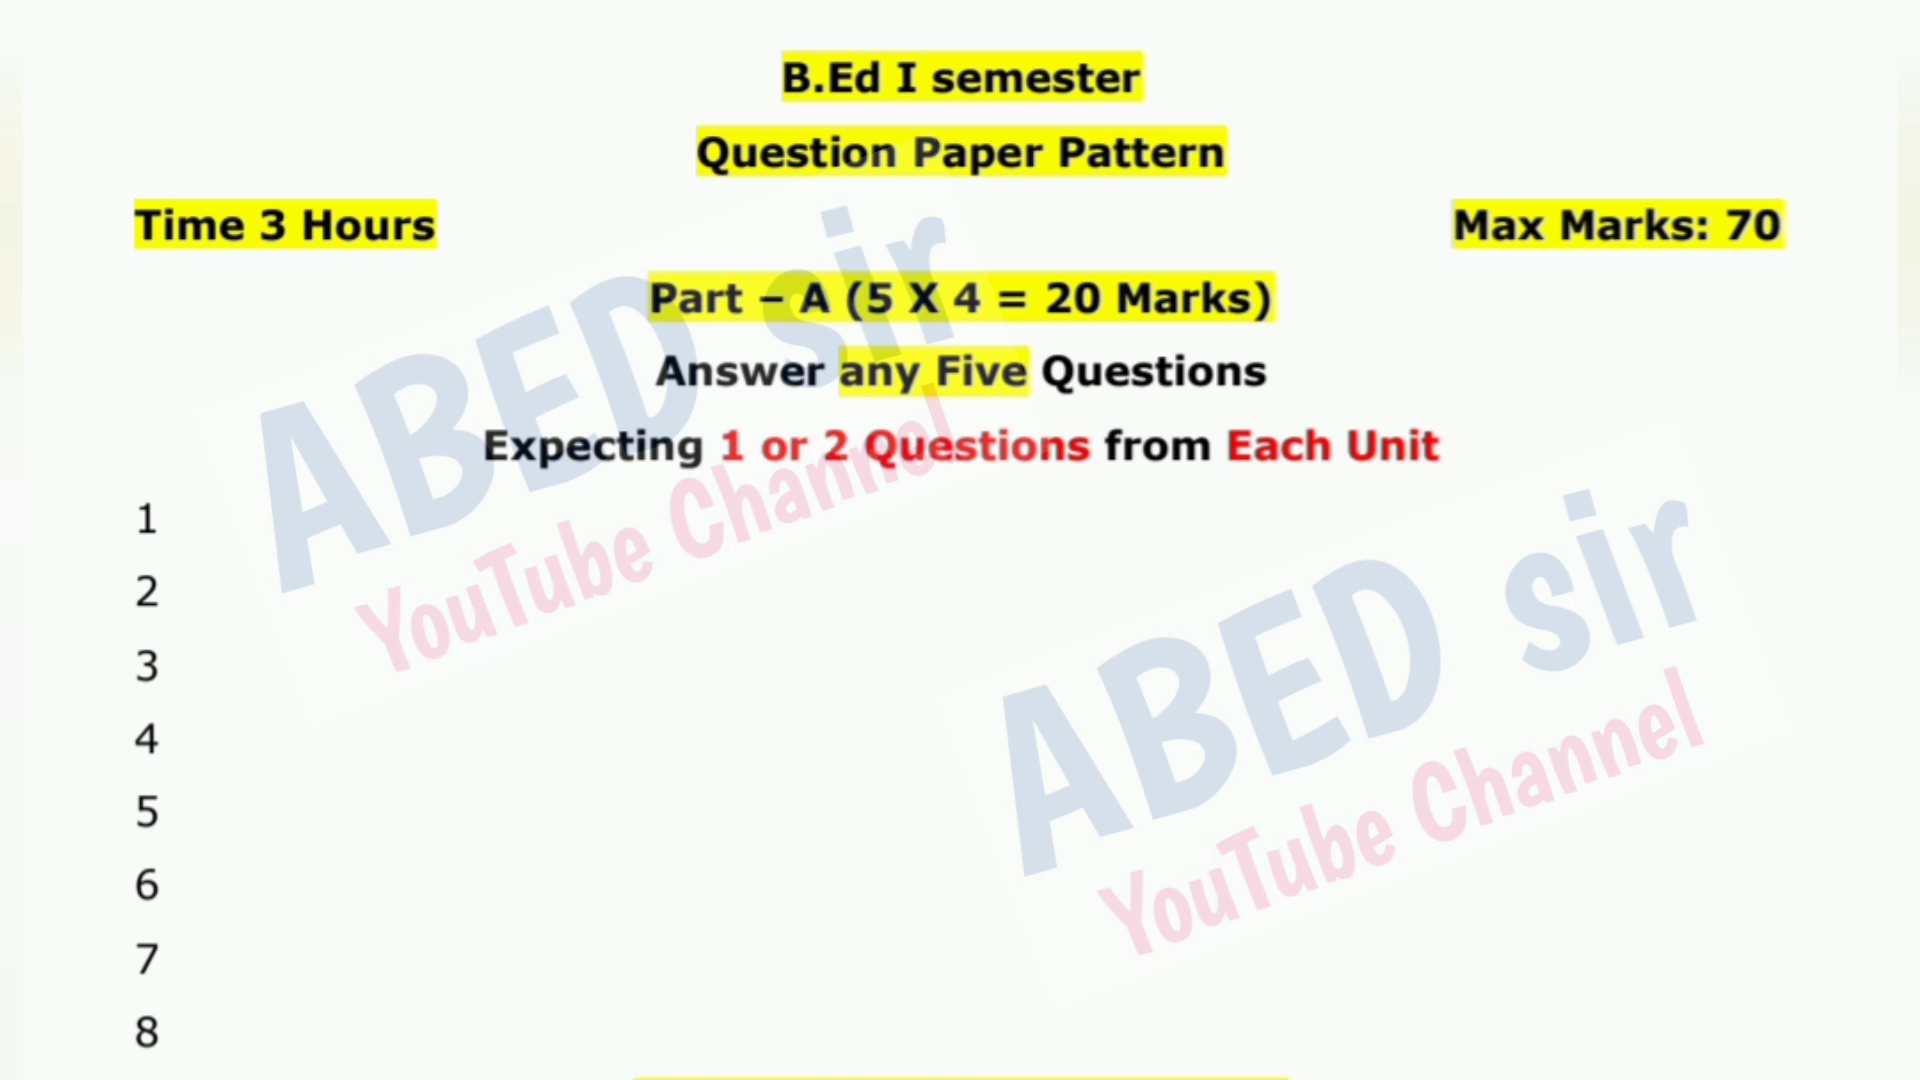 B.Ed I semester
Question Paper Pattern
Time 3 Hours
Max Marks: 70
Part – A (5 X 4 = 20 Marks)
Answer any Five Questions
Expecting 1 or 2 Questions from Each Unit
1
2
3
4
5
6
7
8
ABED sir
YouTube Channel
ABED sir
YouTube Channel